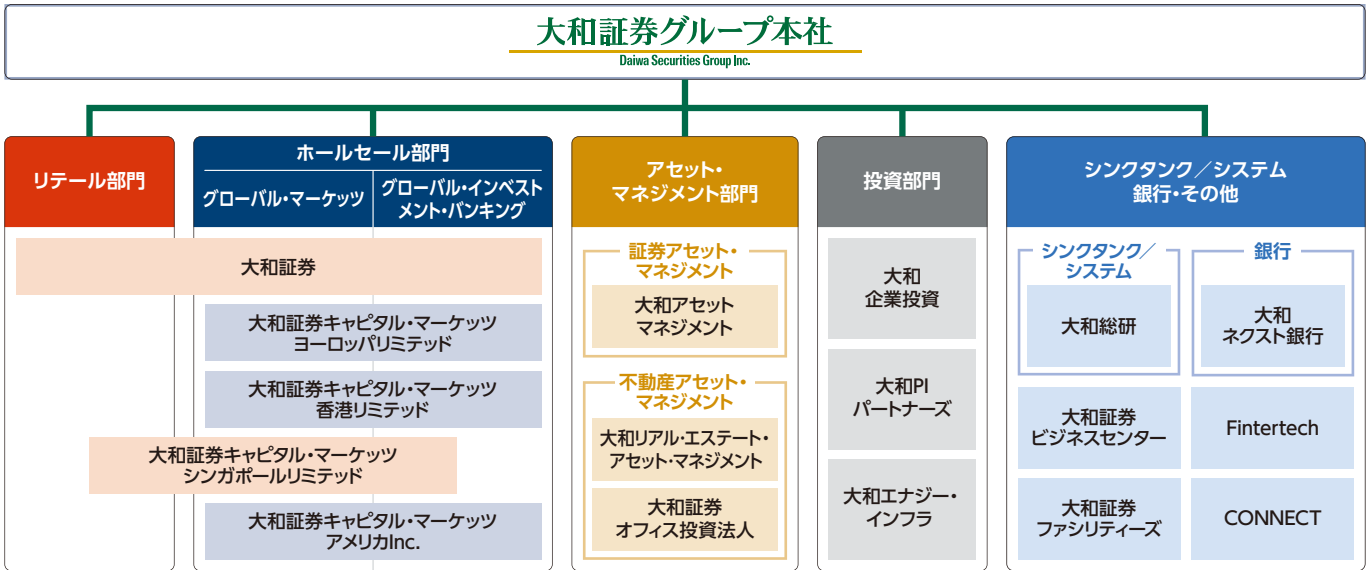 大和証券グループ本社
Daiwa Securities Group Inc.
リテール部門
ホールセール部門
グローバル・マーケッツ
グローバル・インベスト
メント・バンキング
アセット・
マネジメント部門
投資部門
シンクタンク／システム
銀行・その他
大和証券
大和証券キャピタル・マーケッツ
ヨーロッパリミテッド
大和証券キャピタル・マーケッツ
香港リミテッド
大和証券キャピタル・マーケッツ
シンガポールリミテッド
大和証券キャピタル・マーケッツ
アメリカInc.
証券アセット・
マネジメント
大和アセット
マネジメント
不動産アセット・
マネジメント
大和リアル・エステート・
アセット・マネジメント
大和証券
オフィス投資法人
大和
企業投資
大和PI
パートナーズ
大和エナジー・
インフラ
シンクタンク／
システム
大和総研
銀行
大和
ネクスト銀行
大和証券
ビジネスセンター
Fintertech
大和証券
ファシリティーズ
CONNECT